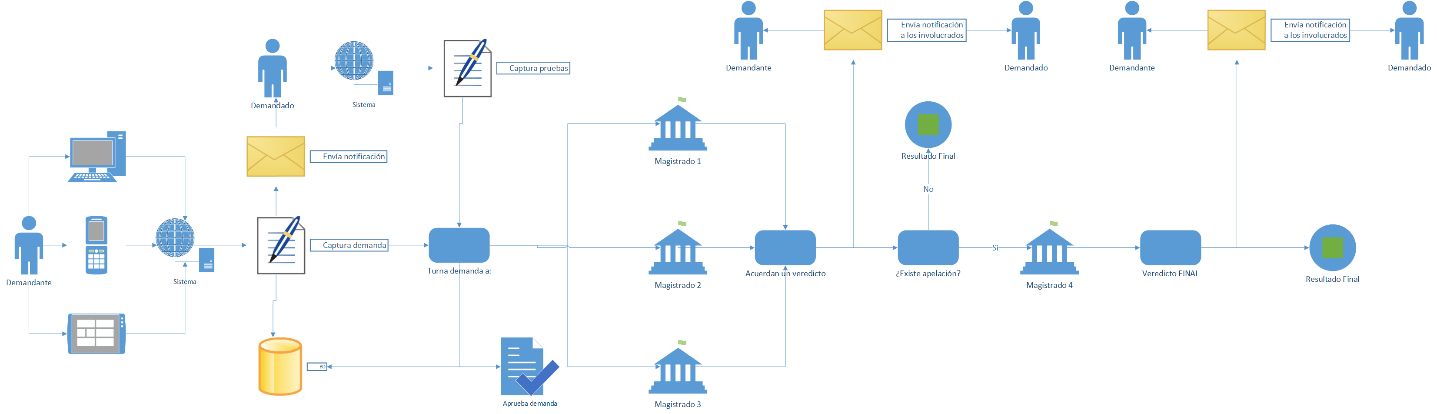 Demandante
Sistema
Captura demanda
Envía notificación
Demandado
Sistema
Captura pruebas
BD
Turna demanda a:
Aprueba demanda
Magistrado 1
Magistrado 2
Magistrado 3
Acuerdan un veredicto
Demandante
Envía notificación
a los involucrados
Demandado
¿Existe apelación?
No
Resultado Final
Si
Magistrado 4
Veredicto FINAL
Demandante
Envía notificación
a los involucrados
Demandado
Resultado Final